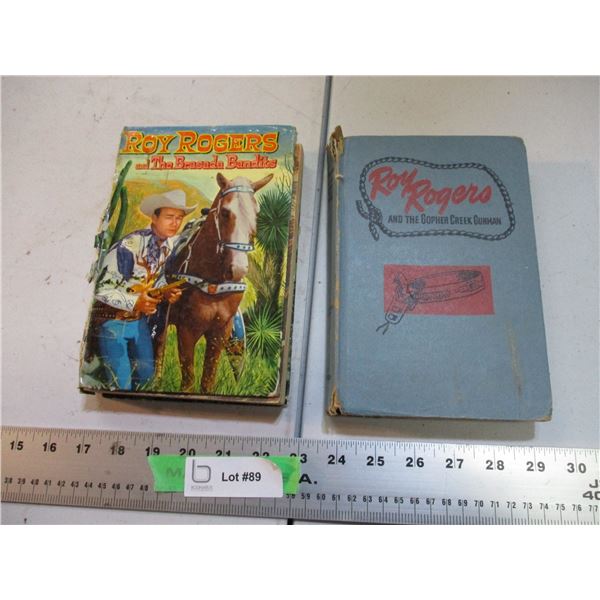 ROY ROGERS
and The Brasada Bandits
Roy
Rogers
AND THE GOPHER CREEK GUNMAN
15 16 17 18 19 20 21 22 23 24 25 26 27 28 29 30
b
Lot #89
A.
40